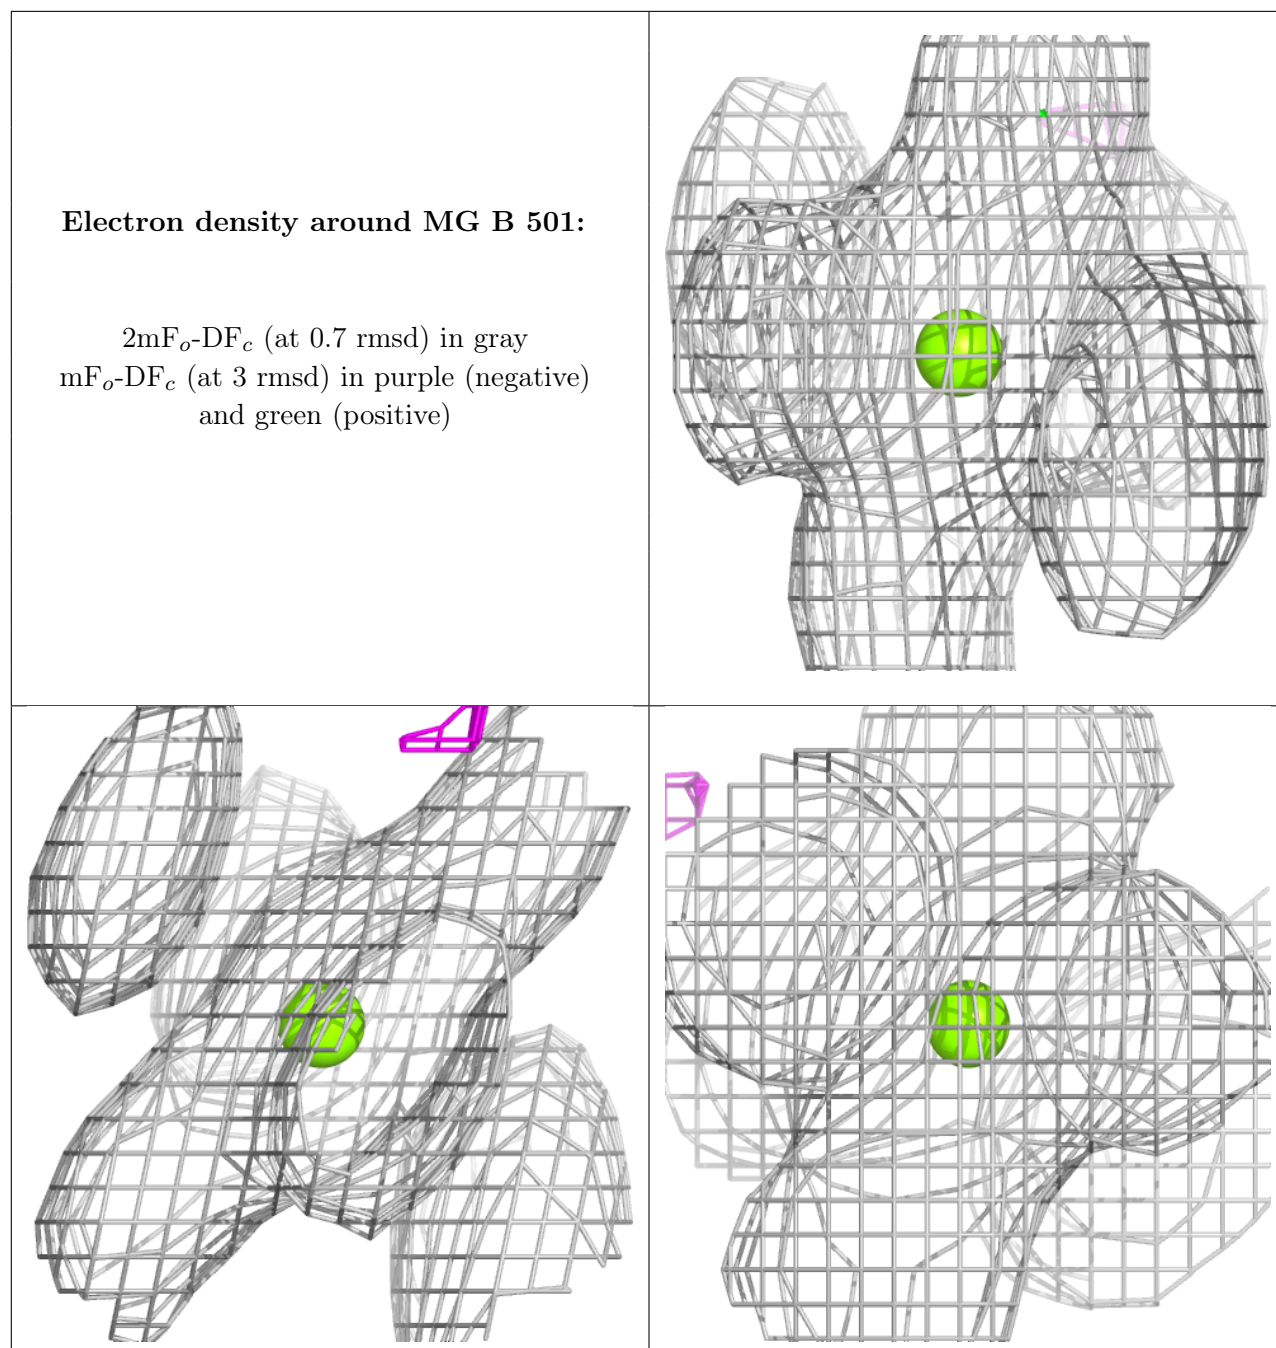 Electron density around MG B 501:
2mFo-DFc (at 0.7 rmsd) in gray
mFo-DFc (at 3 rmsd) in purple (negative)
and green (positive)